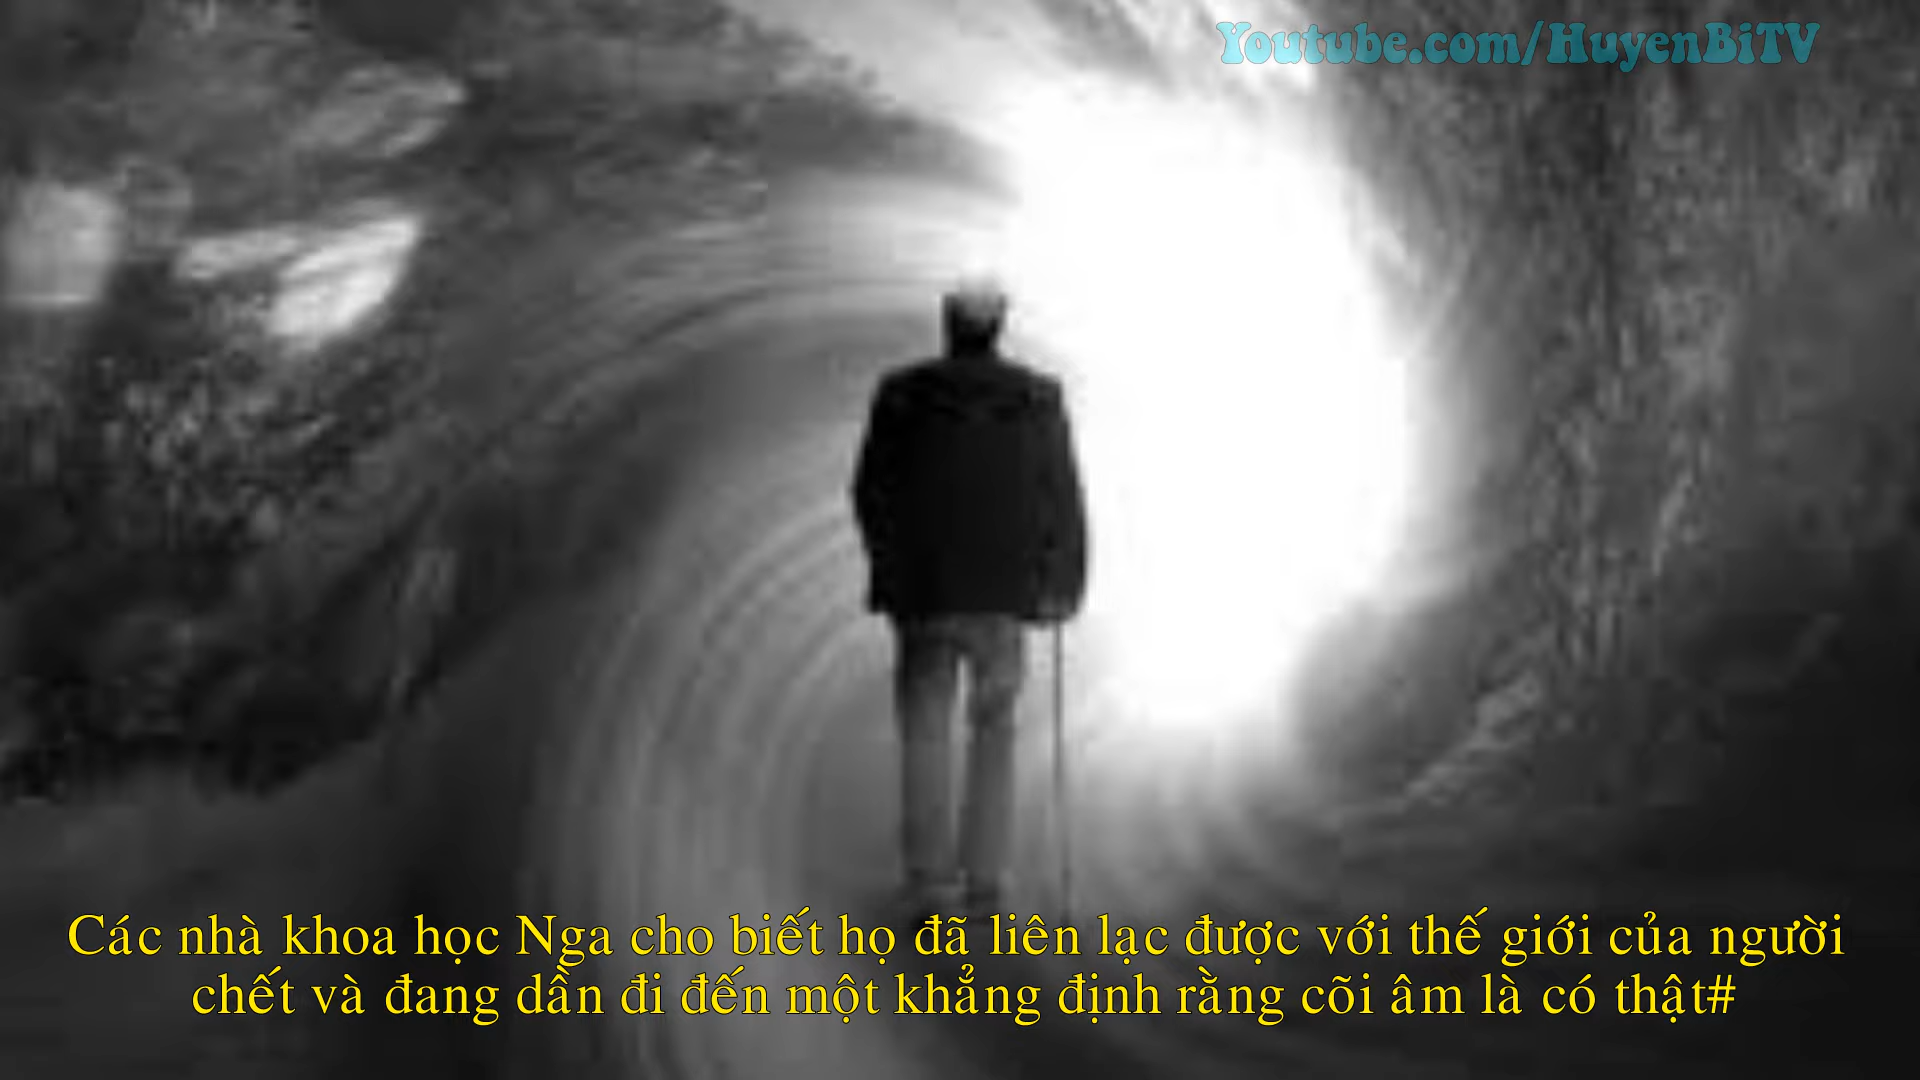 Youtube.com/HuyenBiTV
Các nhà khoa học Nga cho biết họ đã liên lạc được với thế giới của người
chết và đang dần đi đến một khẳng định rằng cõi âm là có thật#